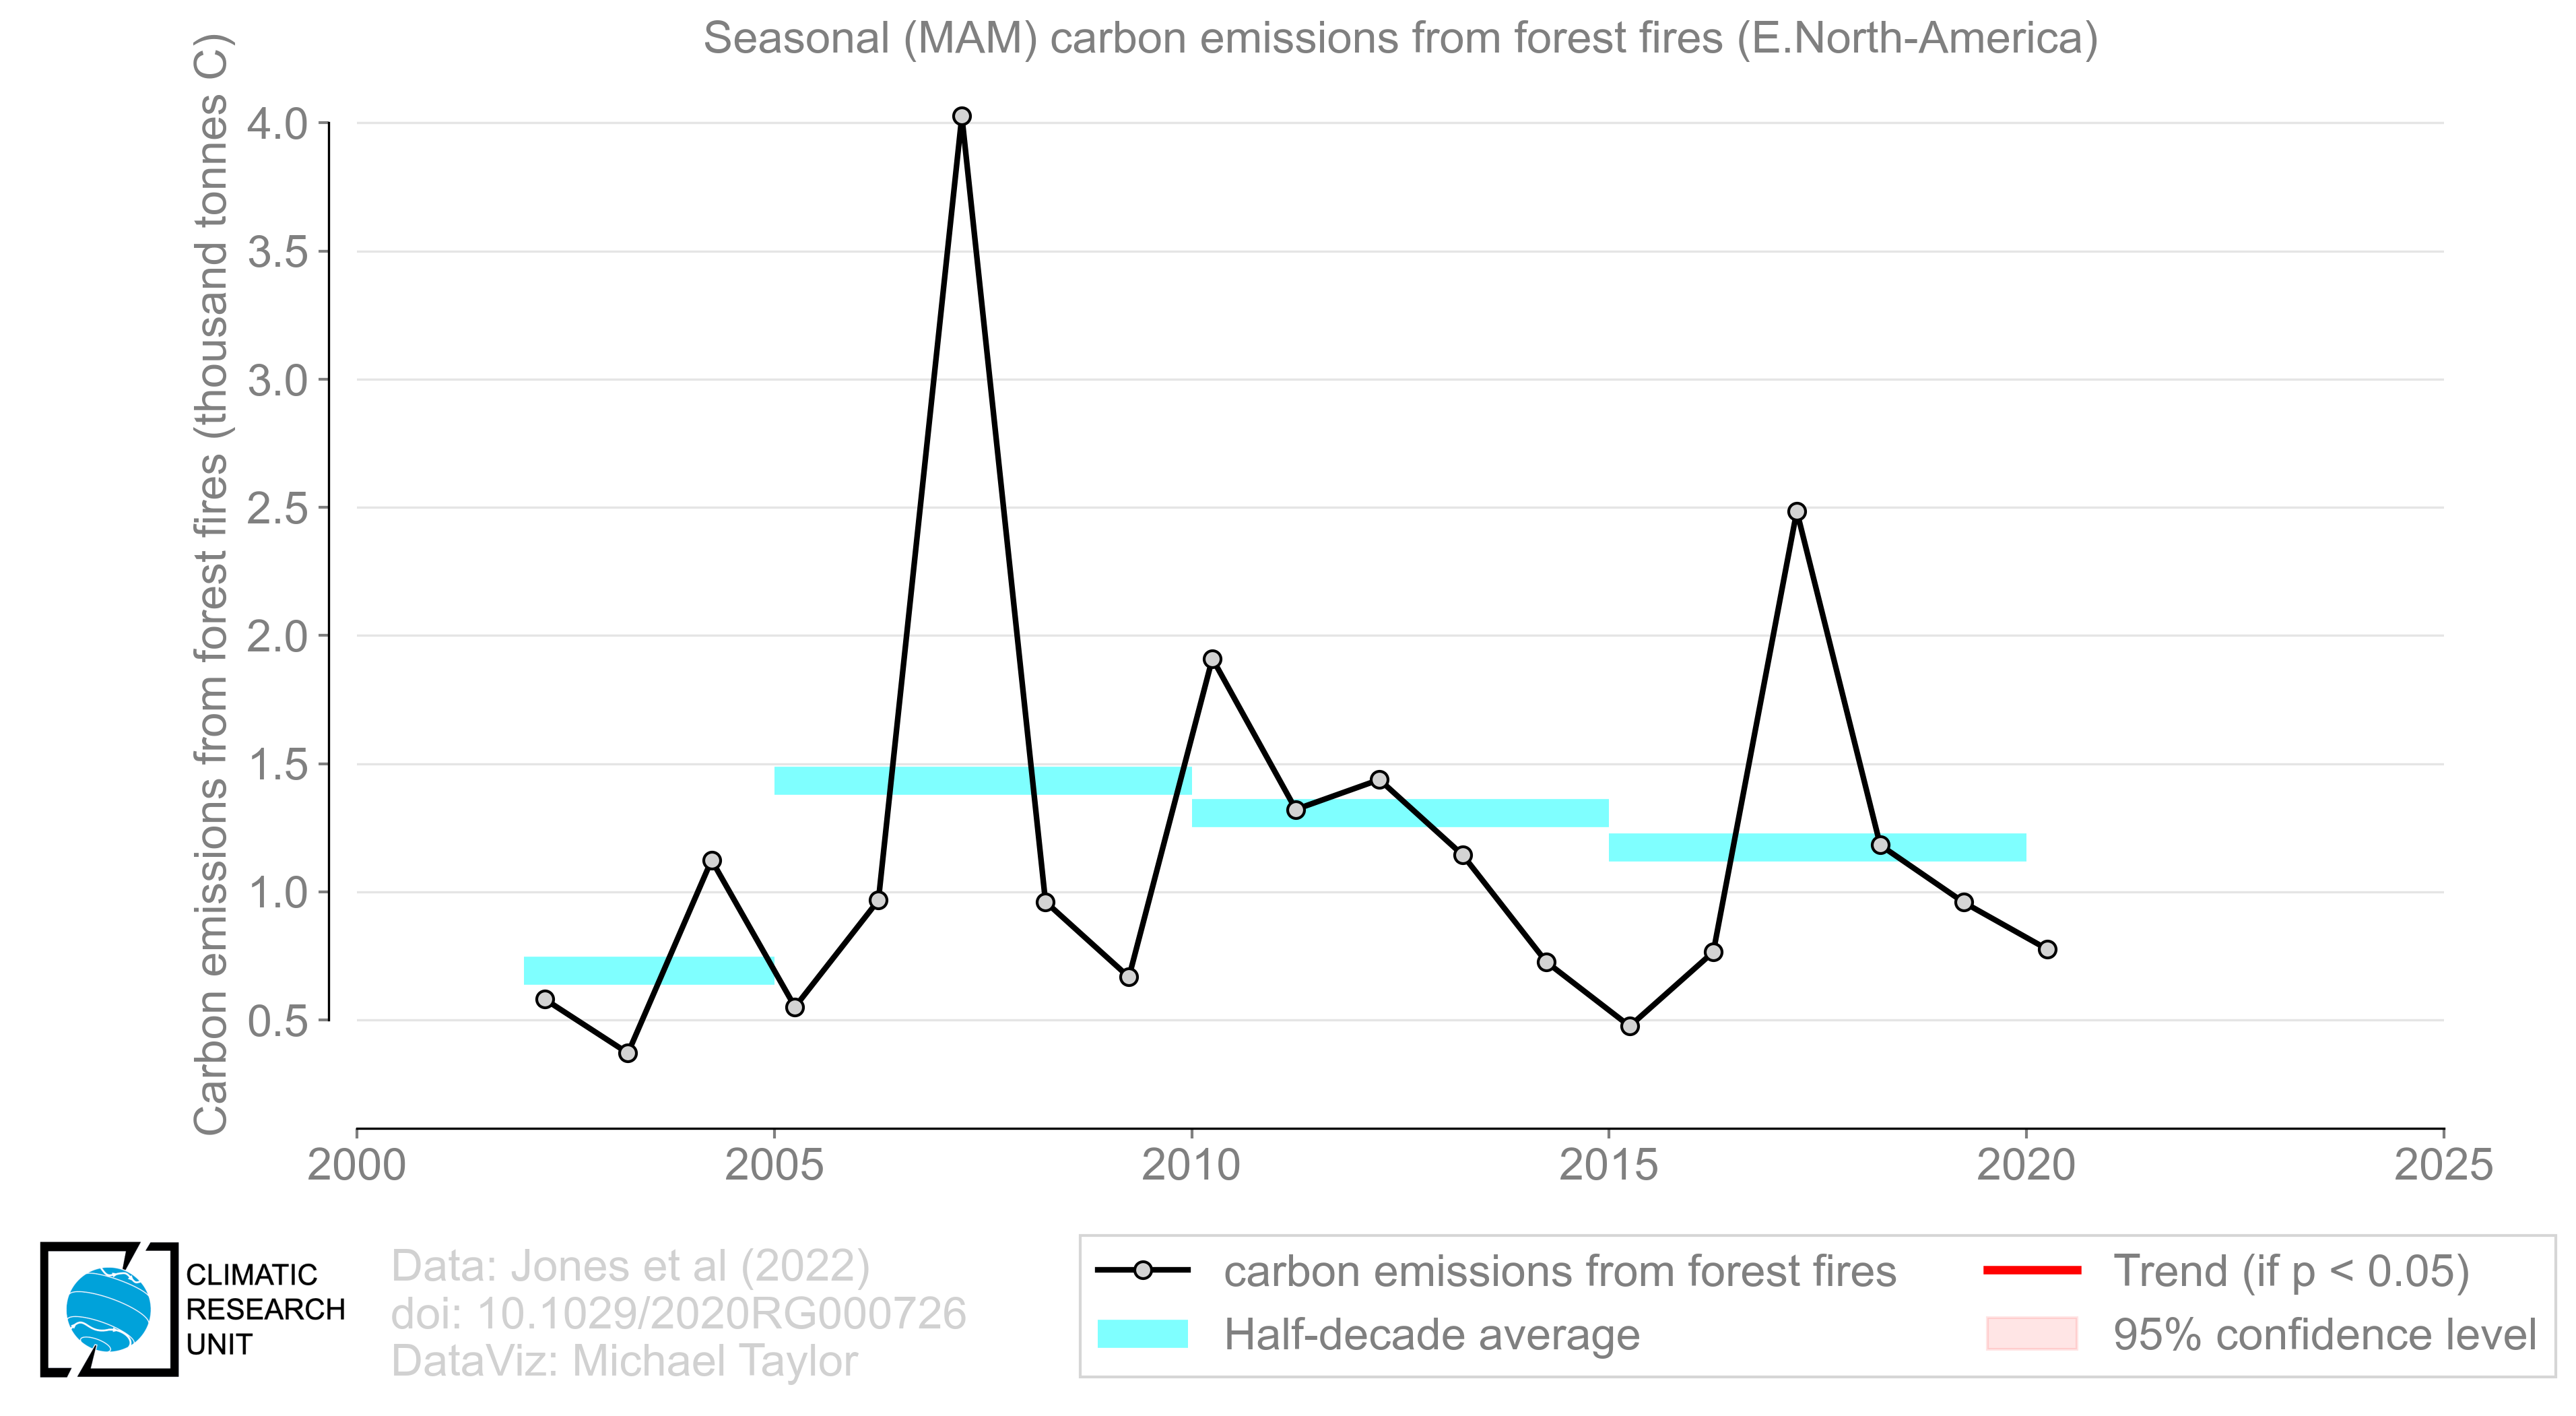 Seasonal (MAM) carbon emissions from forest fires (E.North-America)
Carbon emissions from forest fires (thousand tonnes C)
4.0
3.5
3.0
2.5
2.0
1.5
1.0
0.5
2000 2005 2010 2015 2020 2025
CLIMATIC
RESEARCH
UNIT
Data: Jones et al (2022)
doi: 10.1029/2020RG000726
DataViz: Michael Taylor
carbon emissions from forest fires
Half-decade average
Trend (if p < 0.05)
95% confidence level